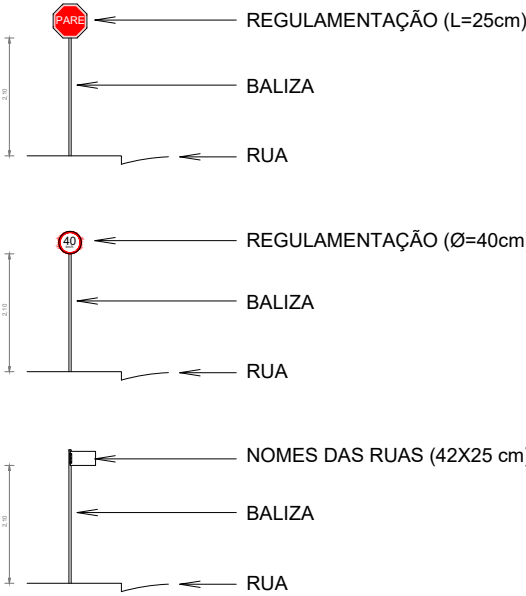 PARE
REGULAMENTAÇÃO (L=25cm)
BALIZA
2,10
RUA
40
REGULAMENTAÇÃO (Ø=40cm
BALIZA
2,10
RUA
NOMES DAS RUAS (42X25 cm)
BALIZA
2,10
RUA